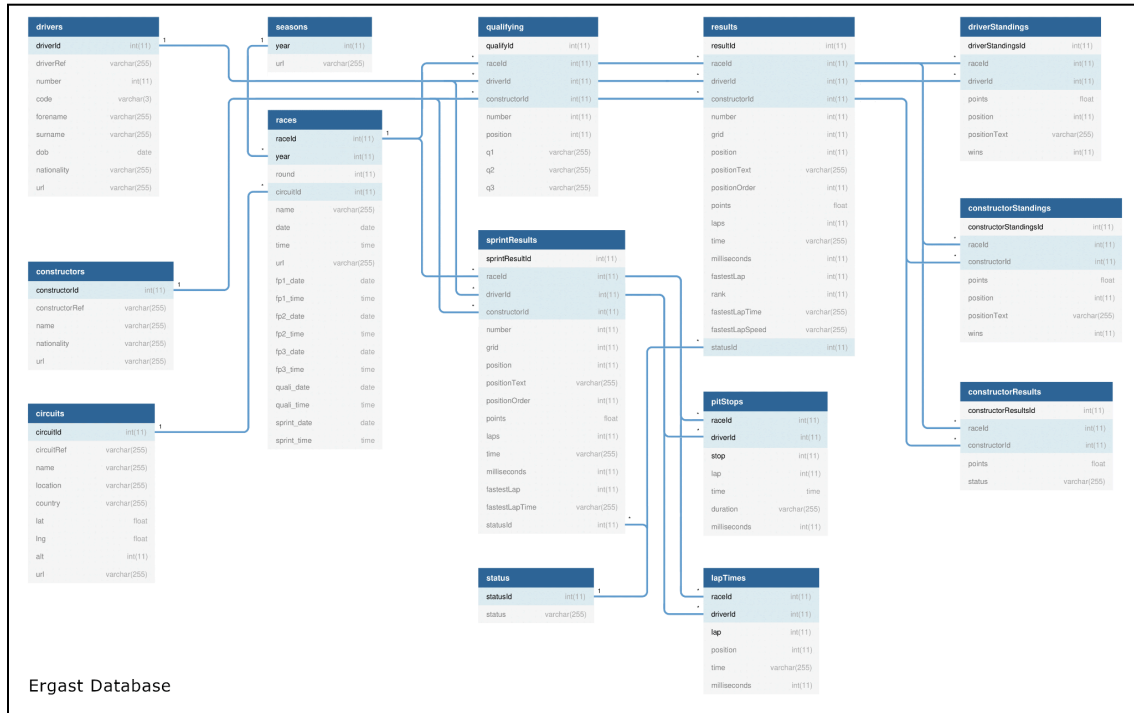 drivers
driverId int(11)
driverRef varchar(255)
number int(11)
code varchar(3)
forename varchar(255)
surname varchar(255)
dob date
nationality varchar(255)
url varchar(255)
1
constructors
constructorId int(11)
constructorRef varchar(255)
name varchar(255)
nationality varchar(255)
url varchar(255)
1
circuits
circuitId int(11)
circuitRef varchar(255)
name varchar(255)
location varchar(255)
country varchar(255)
lat float
lng float
alt int(11)
url varchar(255)
1
seasons
year int(11)
url varchar(255)
1
races
raceId int(11)
year int(11)
round int(11)
circuitId int(11)
name varchar(255)
date date
time time
url varchar(255)
fp1_date date
fp1_time time
fp2_date date
fp2_time time
fp3_date date
fp3_time time
quali_date date
quali_time time
sprint_date date
sprint_time time
1
*
*
qualifying
qualifyId int(11)
raceId int(11)
driverId int(11)
constructorId int(11)
number int(11)
position int(11)
q1 varchar(255)
q2 varchar(255)
q3 varchar(255)
*
*
*
sprintResults
sprintResultId int(11)
raceId int(11)
driverId int(11)
constructorId int(11)
number int(11)
grid int(11)
position int(11)
positionText varchar(255)
positionOrder int(11)
points float
laps int(11)
time varchar(255)
milliseconds int(11)
fastestLap int(11)
fastestLapTime varchar(255)
statusId int(11)
*
*
*
*
status
statusId int(11)
status varchar(255)
1
results
resultId int(11)
raceId int(11)
driverId int(11)
constructorId int(11)
number int(11)
grid int(11)
position int(11)
positionText varchar(255)
positionOrder int(11)
points float
laps int(11)
time varchar(255)
milliseconds int(11)
fastestLap int(11)
rank int(11)
fastestLapTime varchar(255)
fastestLapSpeed varchar(255)
statusId int(11)
*
*
*
*
pitStops
raceId int(11)
driverId int(11)
stop int(11)
lap int(11)
time time
duration varchar(255)
milliseconds int(11)
*
*
lapTimes
raceId int(11)
driverId int(11)
lap int(11)
position int(11)
time varchar(255)
milliseconds int(11)
*
*
driverStandings
driverStandingsId int(11)
raceId int(11)
driverId int(11)
points float
position int(11)
positionText varchar(255)
wins int(11)
*
*
constructorStandings
constructorStandingsId int(11)
raceId int(11)
constructorId int(11)
points float
position int(11)
positionText varchar(255)
wins int(11)
*
*
constructorResults
constructorResultsId int(11)
raceId int(11)
constructorId int(11)
points float
status varchar(255)
*
*
Ergast Database